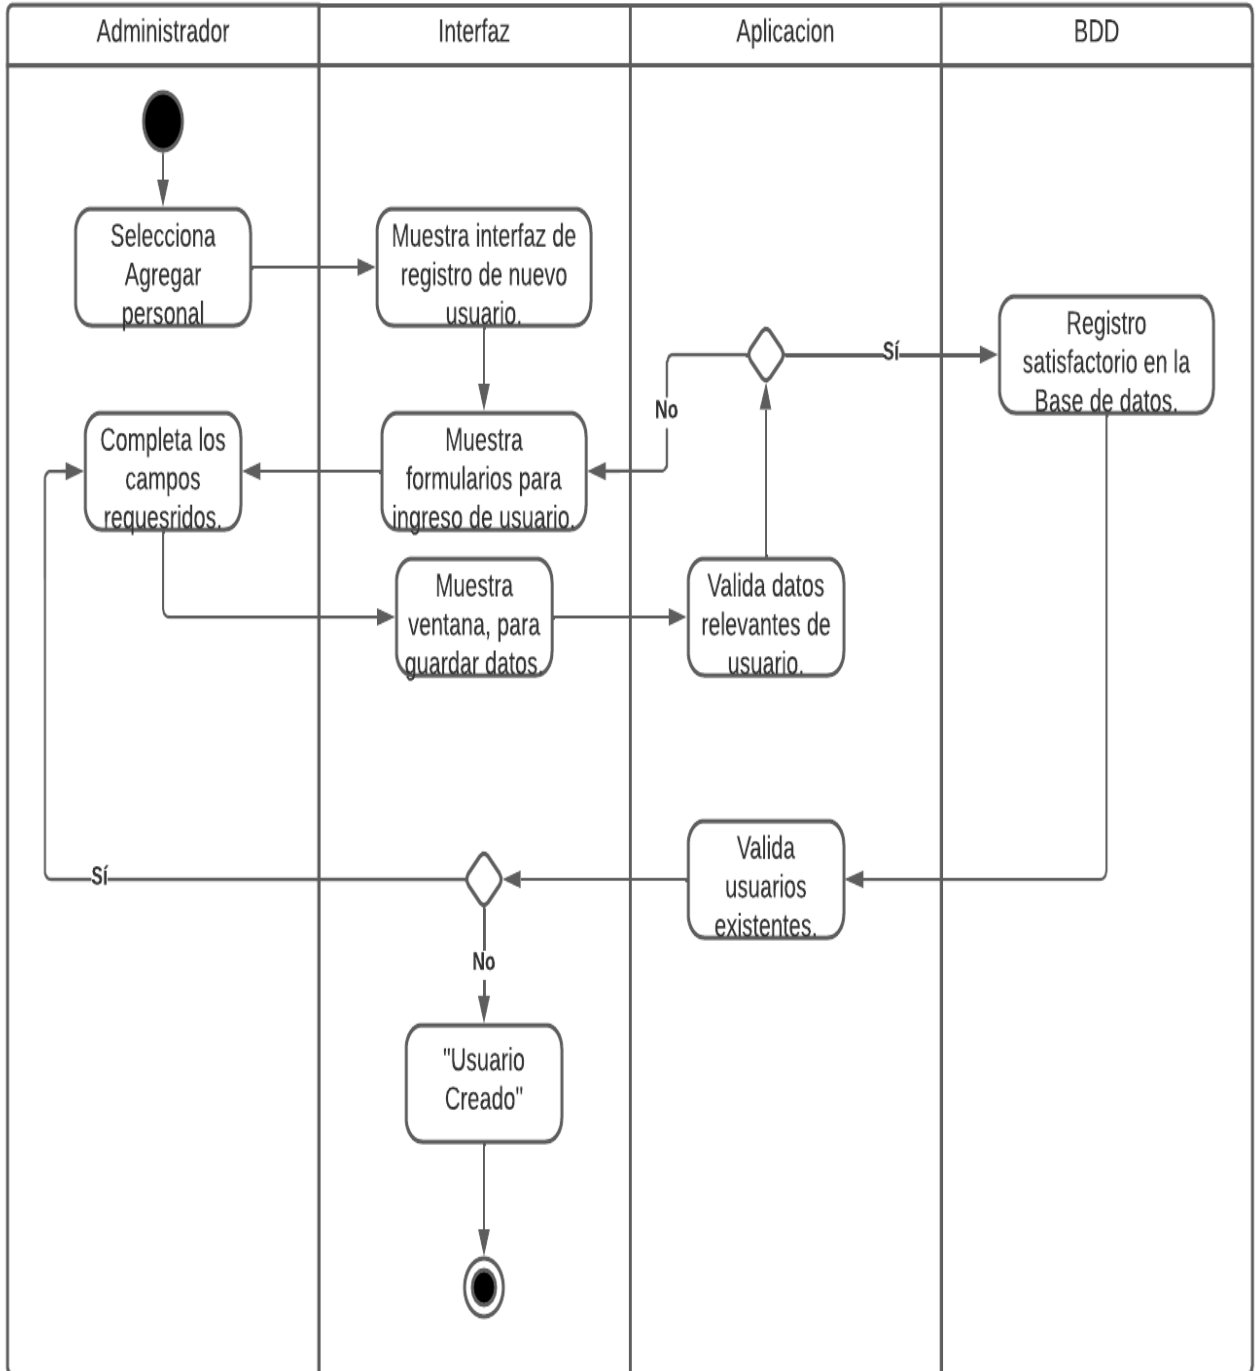 Administrador
Interfaz
Aplicacion
BDD
Selecciona
Agregar
personal
Muestra interfaz de
registro de nuevo
usuario.
Registro
satisfactorio en la
Base de datos.
Sí
No
Completa los
campos
requesridos.
Muestra
formularios para
ingreso de usuario.
Muestra
ventana, para
guardar datos.
Valida datos
relevantes de
usuario.
Valida
usuarios
existentes.
Sí
No
"Usuario
Creado"